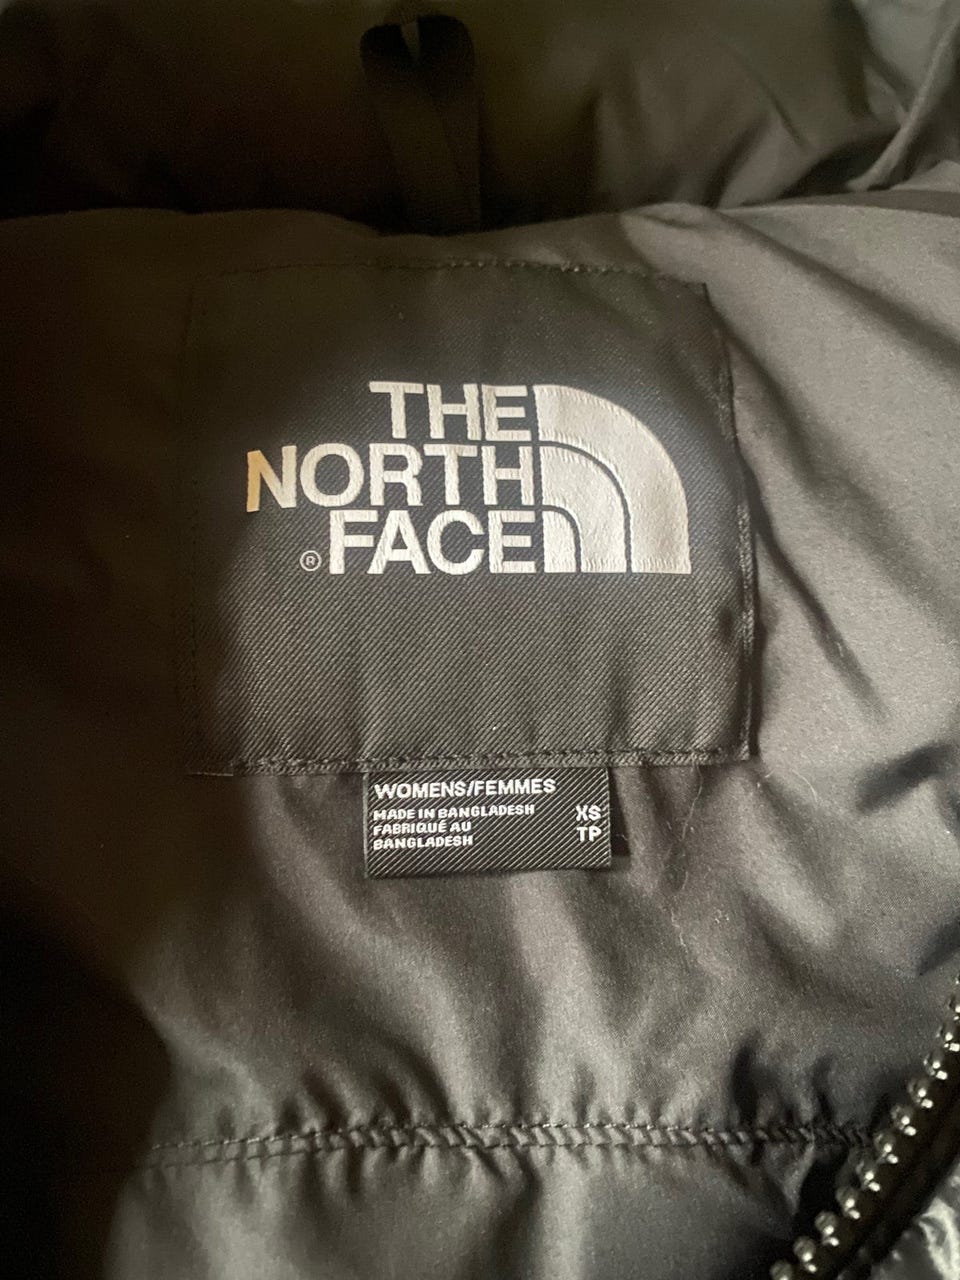 THE
NORTH
® FACE
WOMENS/FEMMES
MADE IN BANGLADESH XS
FABRIQUÉ AU TP
BANGLADESH